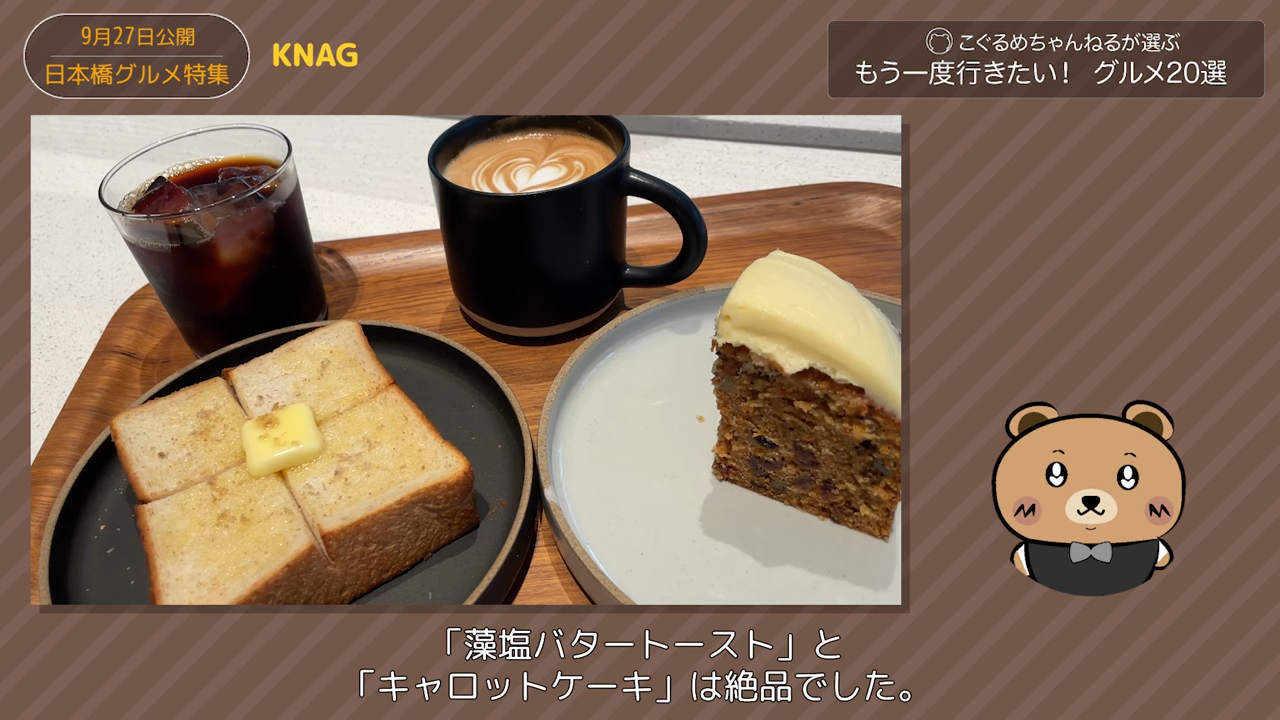 9月27日公開
日本橋グルメ特集
KNAG
こぐるめちゃんねるが選ぶ
もう一度行きたい！ グルメ20選
「藻塩バタートースト」と
「キャロットケーキ」は絶品でした。